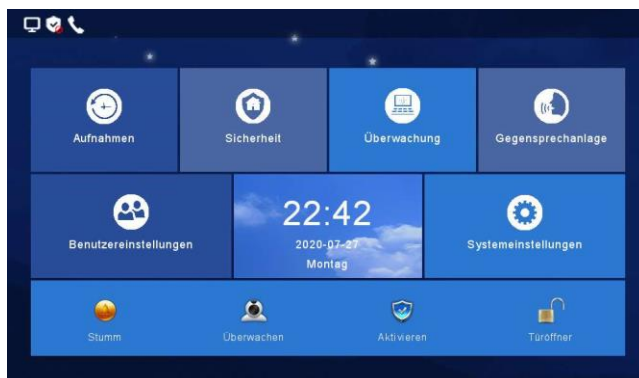 Aufnahmen
Sicherheit
Überwachung
Gegensprechanlage
Benutzereinstellungen
22:42
2020-07-27
Montag
Systemeinstellungen
Stumm
Überwachen
Aktivieren
Türöffner